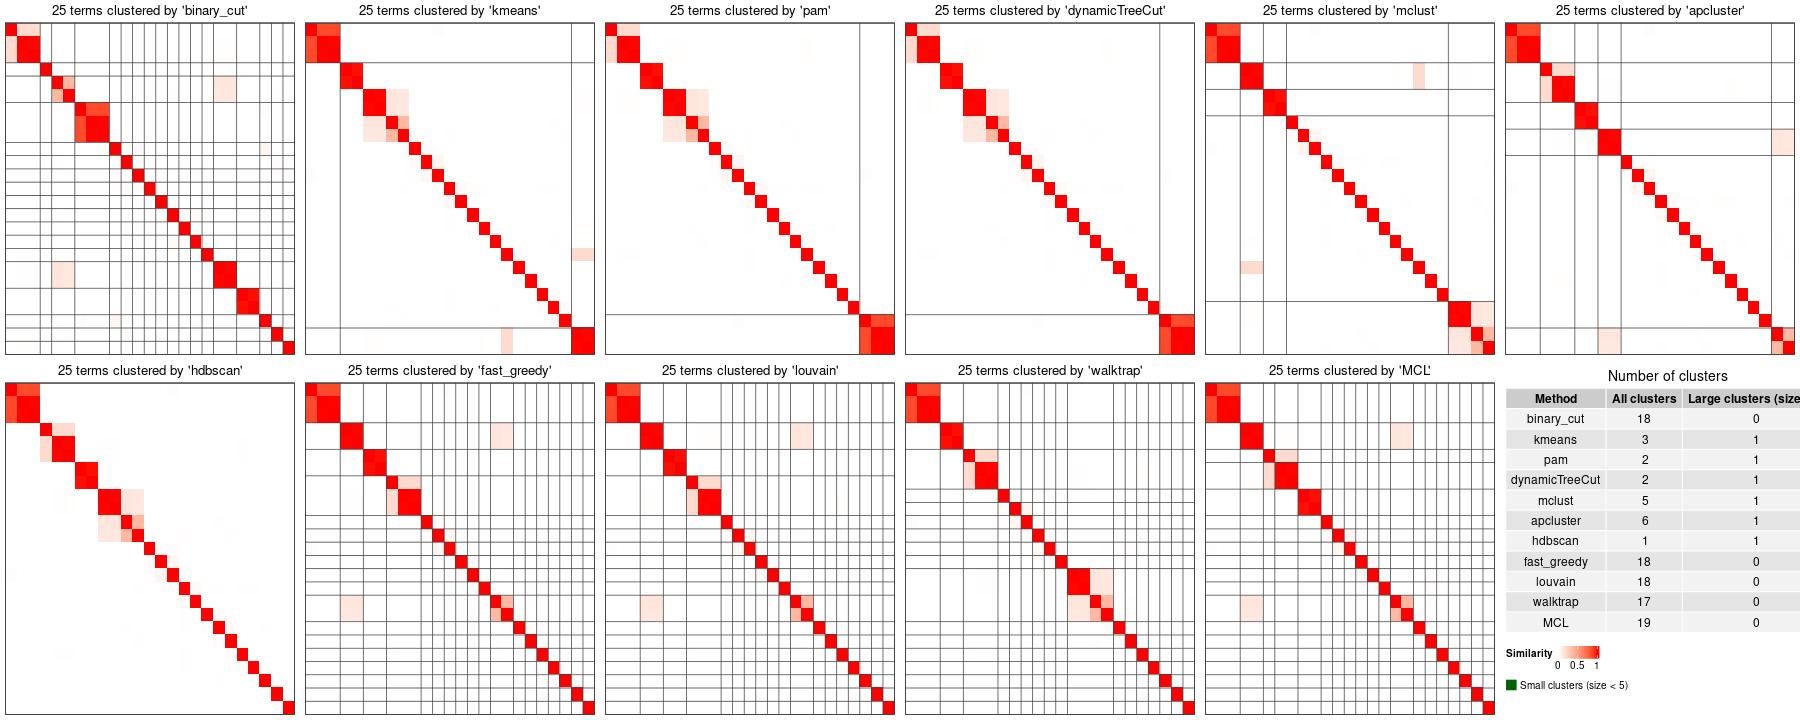 25 terms clustered by 'binary_cut'
25 terms clustered by 'kmeans'
25 terms clustered by 'pam'
25 terms clustered by 'dynamicTreeCut'
25 terms clustered by 'mclust'
25 terms clustered by 'apcluster'
25 terms clustered by 'hdbscan'
25 terms clustered by 'fast_greedy'
25 terms clustered by 'louvain'
25 terms clustered by 'walktrap'
25 terms clustered by 'MCL'
Number of clusters
Method All clusters Large clusters (size
binary_cut 18 0
kmeans 3 1
pam 2 1
dynamicTreeCut 2 1
mclust 5 1
apcluster 6 1
hdbscan 1 1
fast_greedy 18 0
louvain 18 0
walktrap 17 0
MCL 19 0
Similarity
0 0.5 1
Small clusters (size < 5)